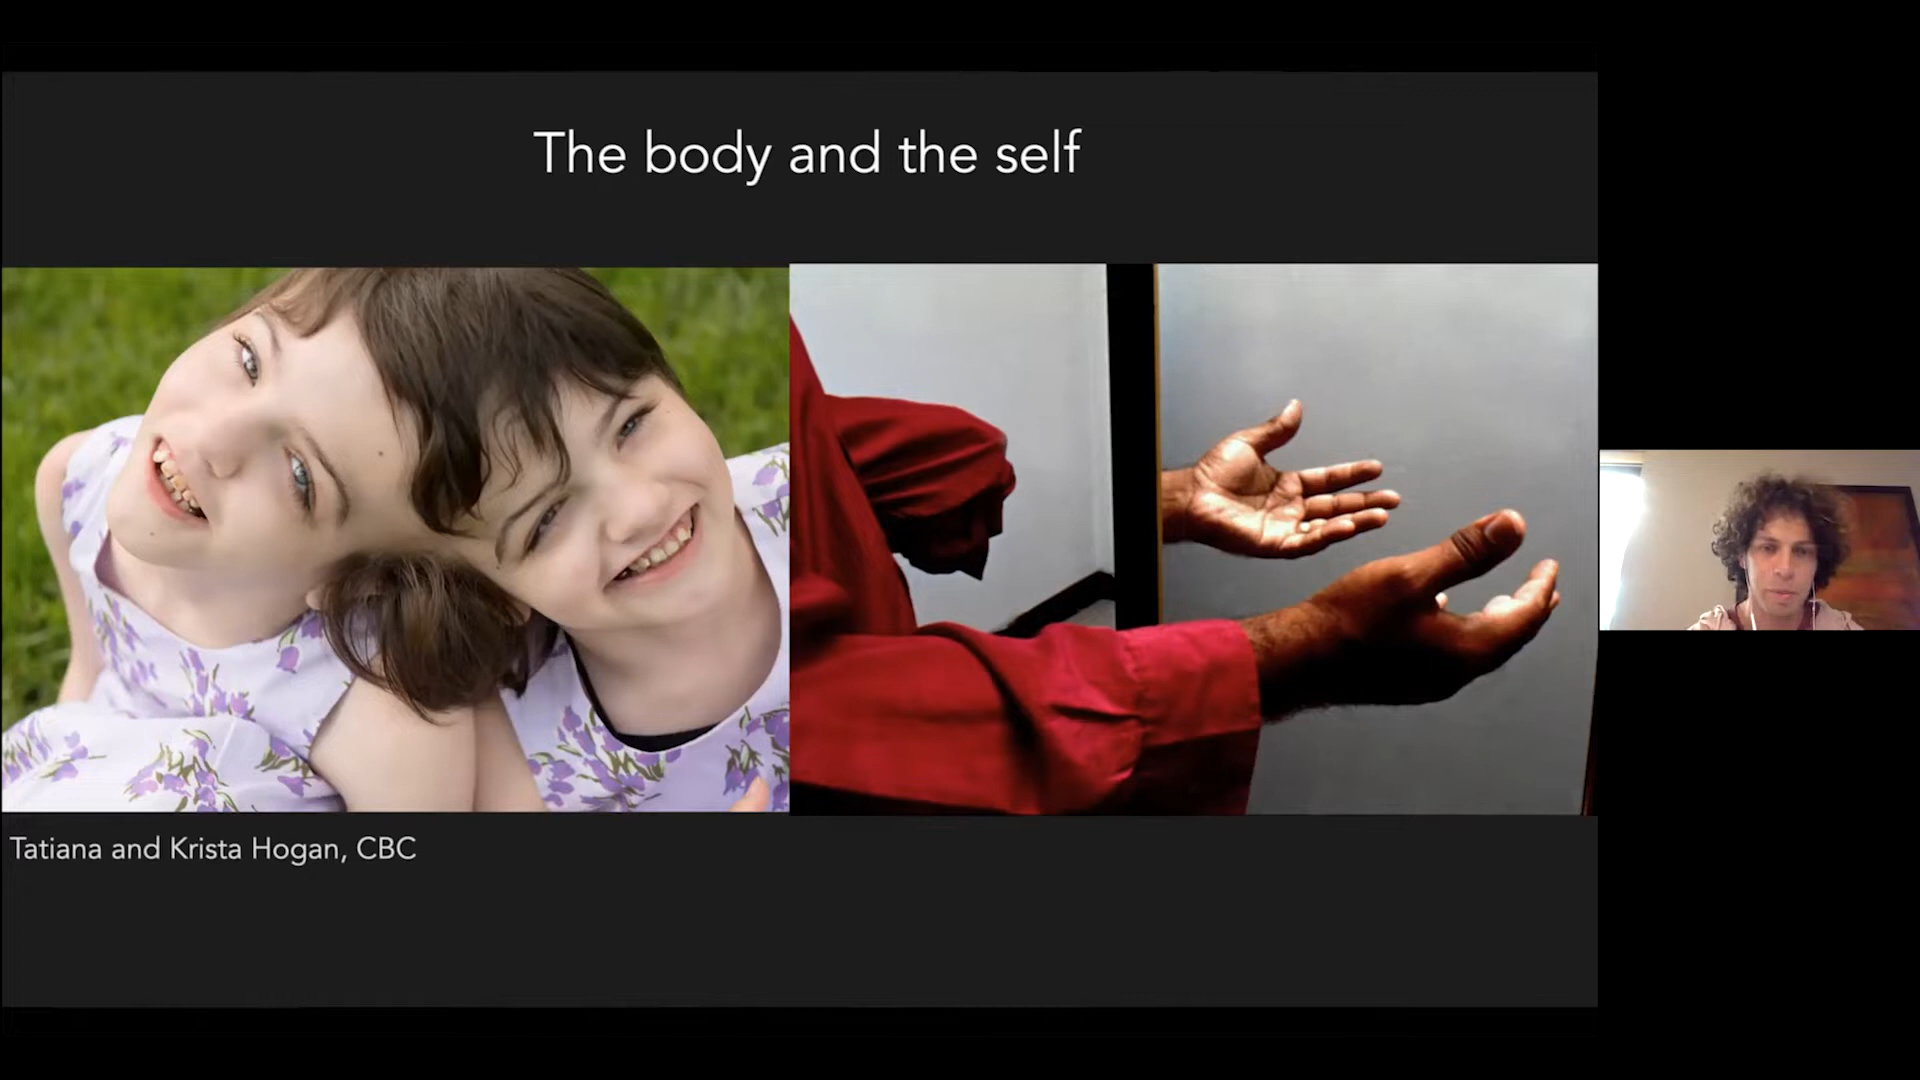 The body and the self
Tatiana and Krista Hogan, CBC